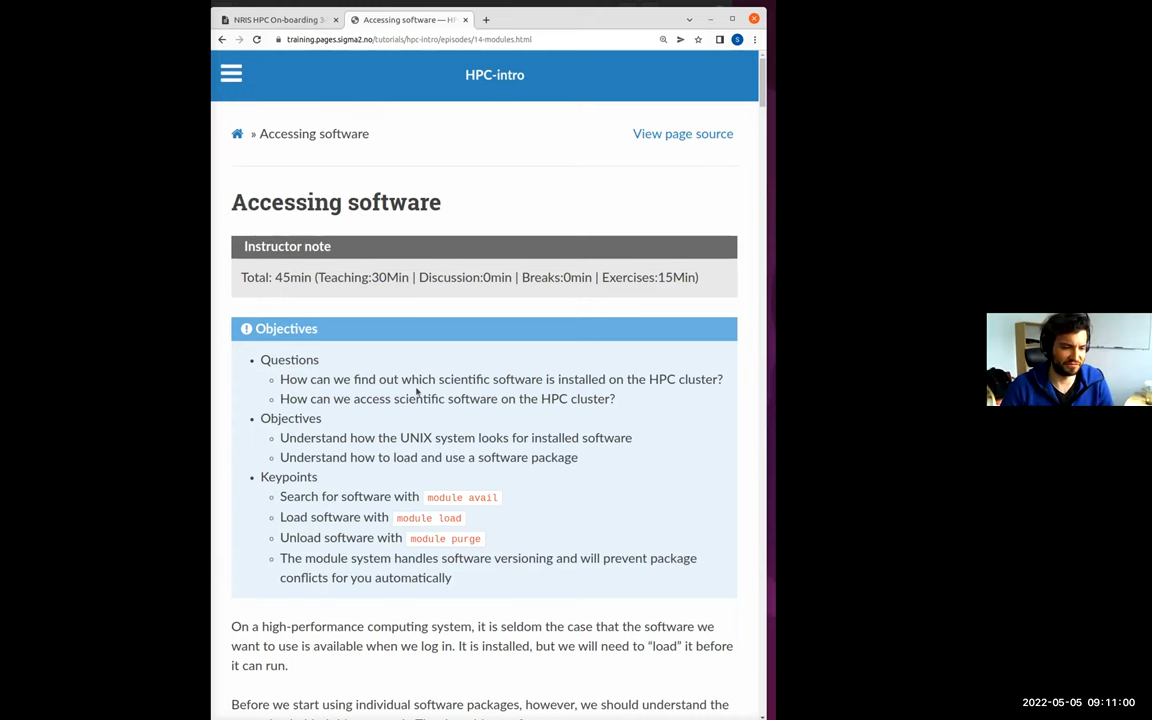 NRIS HPC On-boarding
Accessing software — HP
training.pages.sigma2.no/tutorials/hpc-intro/episodes/14-modules.html
S
HPC-intro
» Accessing software
View page source
Accessing software
Instructor note
Total: 45min (Teaching:30Min | Discussion:0min | Breaks:0min | Exercises:15Min)
Objectives
Questions
How can we find out which scientific software is installed on the HPC cluster?
How can we access scientific software on the HPC cluster?
Objectives
Understand how the UNIX system looks for installed software
Understand how to load and use a software package
Keypoints
Search for software with module avail
Load software with module load
Unload software with module purge
The module system handles software versioning and will prevent package
conflicts for you automatically
On a high-performance computing system, it is seldom the case that the software we
want to use is available when we log in. It is installed, but we will need to “load” it before
it can run.
Before we start using individual software packages, however, we should understand the
2022-05-05 09:11:00